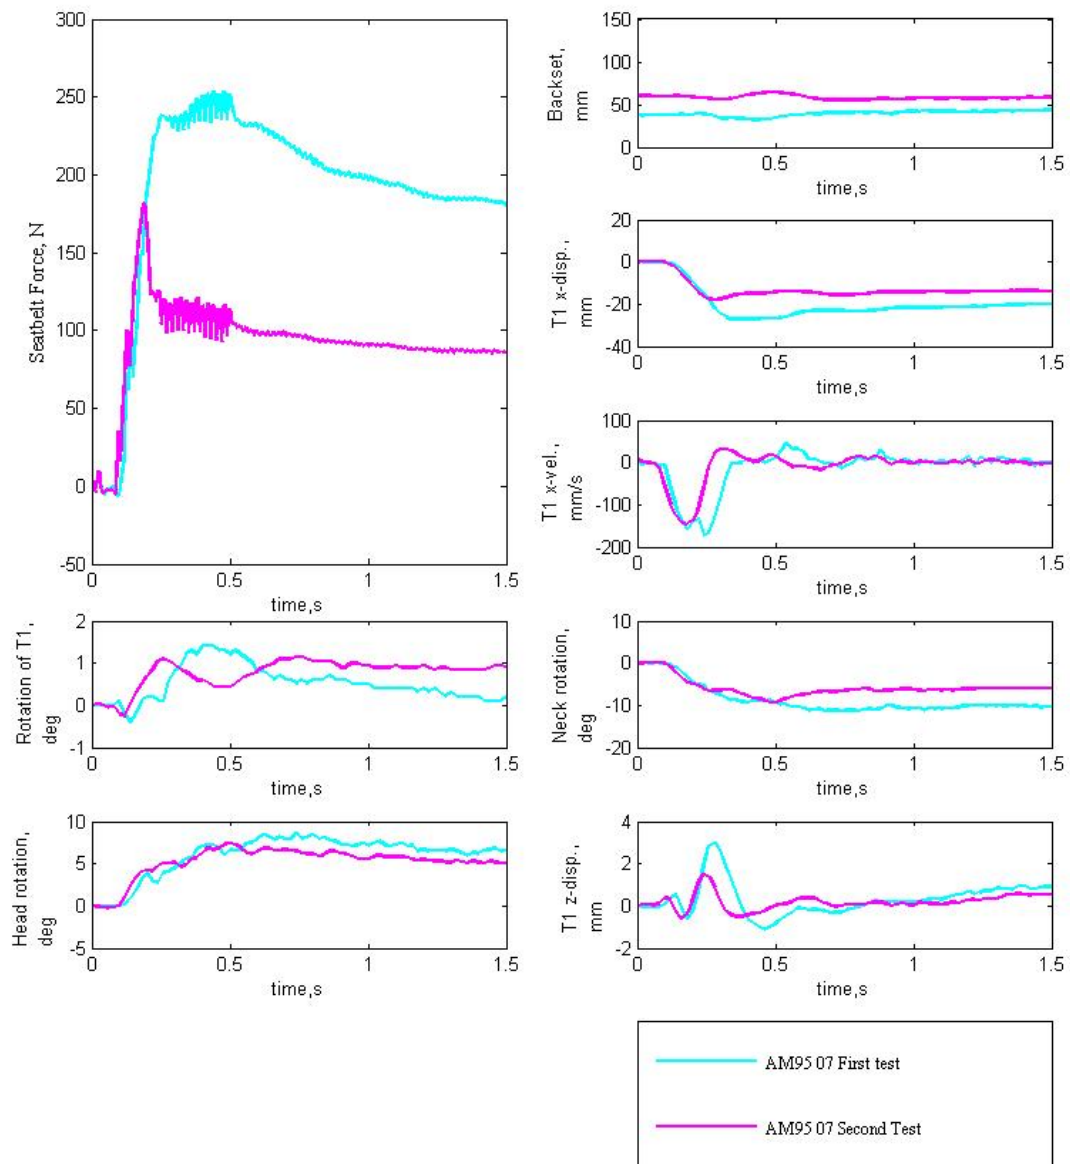 300
250
200
150
100
50
0
-50
Seatbelt Force, N
0 0.5 1 1.5
time,s
150
100
50
0
Backset,
mm
0 0.5 1 1.5
time,s
20
0
-20
-40
T1 x-disp.,
mm
0 0.5 1 1.5
time,s
100
0
-100
-200
T1 x-vel.,
mm/s
0 0.5 1 1.5
time,s
2
1
0
-1
Rotation of T1,
deg
0 0.5 1 1.5
time,s
10
0
-10
-20
Neck rotation,
deg
0 0.5 1 1.5
time,s
10
5
0
-5
Head rotation,
deg
0 0.5 1 1.5
time,s
4
2
0
-2
T1 z-disp.,
mm
0 0.5 1 1.5
time,s
AM95 07 First test
AM95 07 Second Test